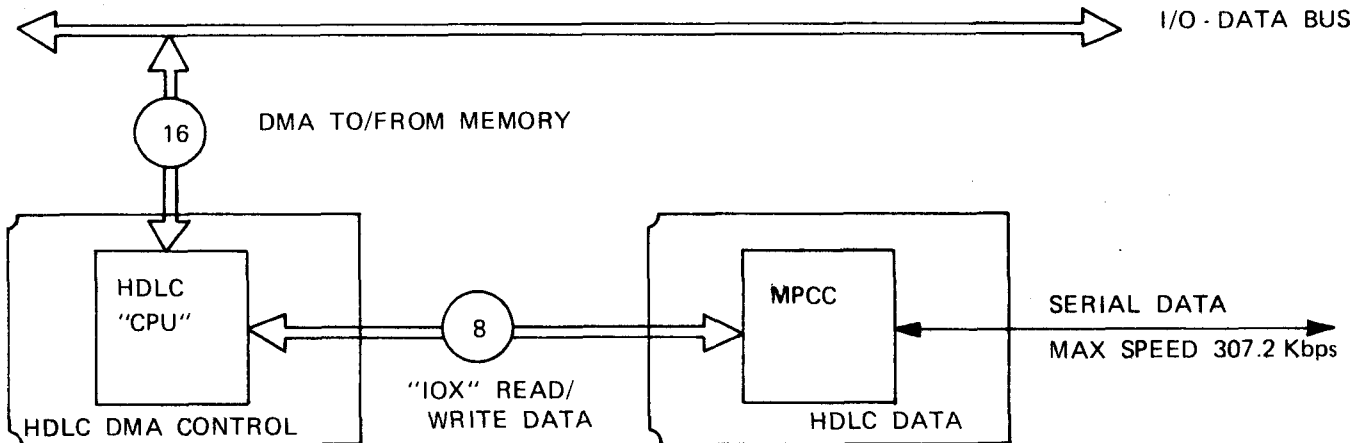 I/O - DATA BUS
16
DMA TO/FROM MEMORY
HDLC
"CPU"
HDLC DMA CONTROL
8
"IOX" READ/
WRITE DATA
MPCC
HDLC DATA
SERIAL DATA
MAX SPEED 307.2 Kbps